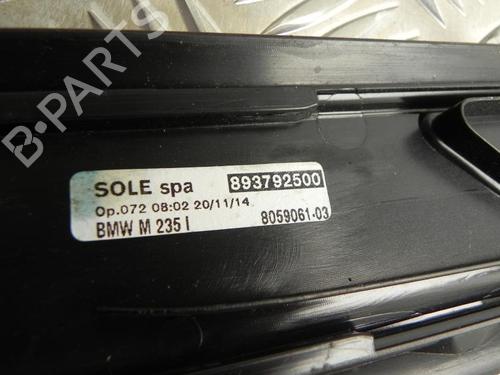 B-PARTS
SOLE spa 893792500
Op.072 08:02 20/11/14
BMW M 235 I 8059061-03